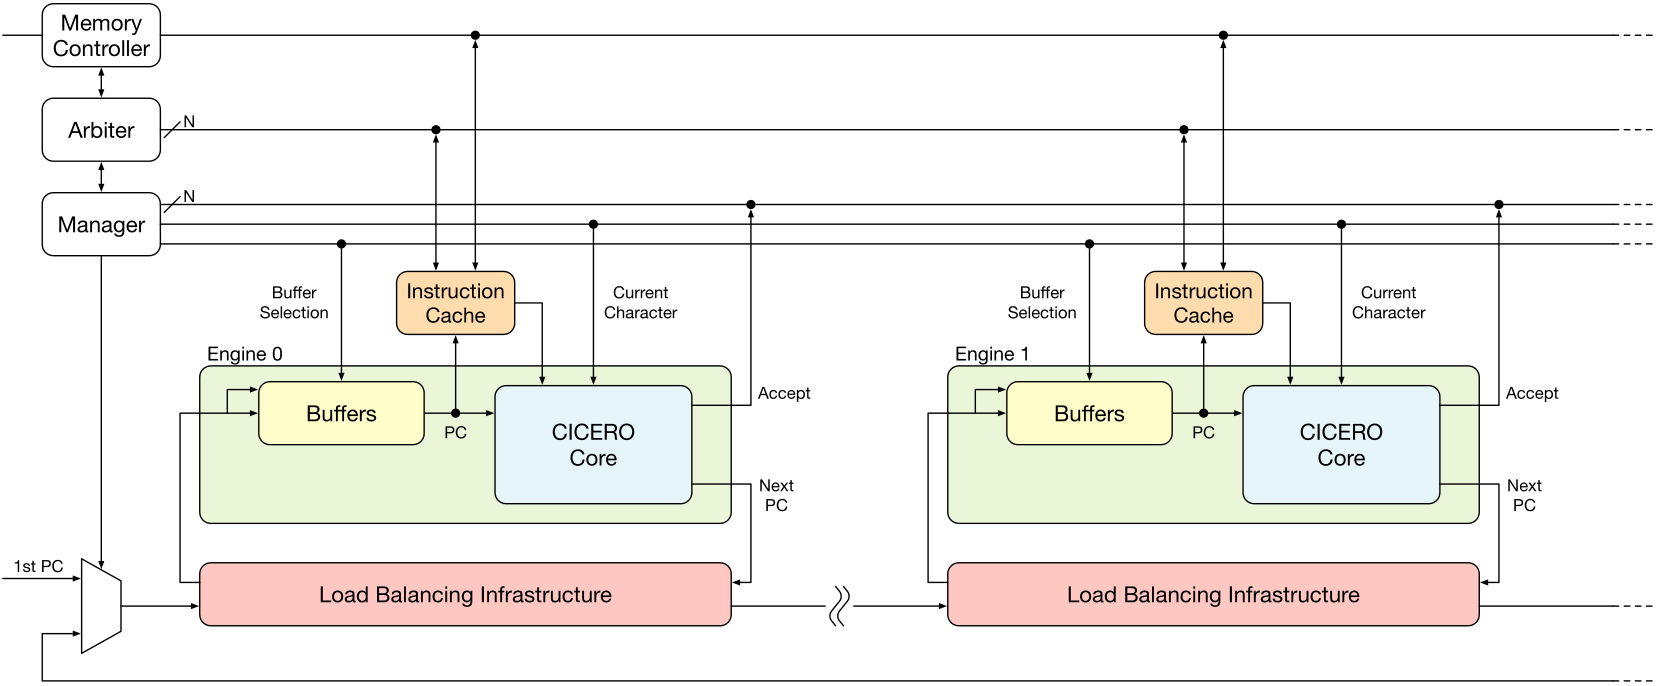 Memory
Controller
Arbiter
N
N
Manager
Buffer
Selection
Instruction
Cache
Current
Character
Buffer
Selection
Instruction
Cache
Current
Character
Engine 0
Buffers
PC
CICERO
Core
Accept
Next
PC
Engine 1
Buffers
PC
CICERO
Core
Accept
Next
PC
1st PC
Load Balancing Infrastructure
Load Balancing Infrastructure